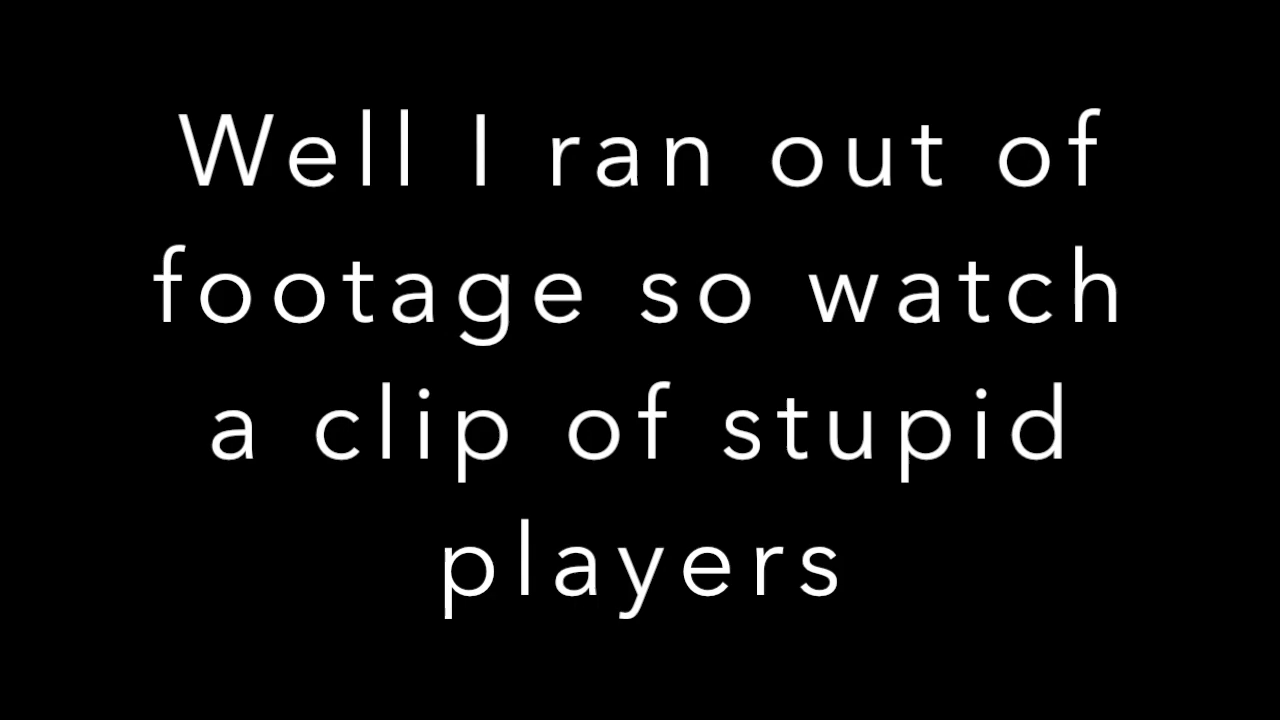 Well I ran out of
footage so watch
a clip of stupid
players